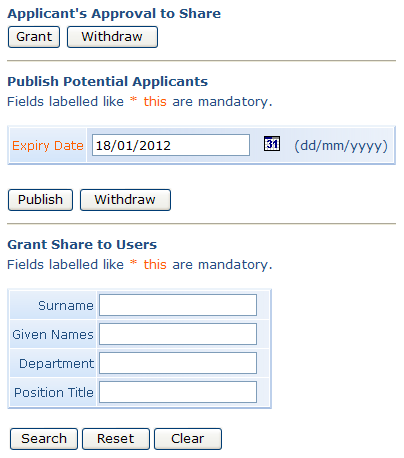 Applicant's Approval to Share
Grant Withdraw
Publish Potential Applicants
Fields labelled like * this are mandatory.
Expiry Date 18/01/2012 31 (dd/mm/yyyy)
Publish Withdraw
Grant Share to Users
Fields labelled like * this are mandatory.
Surname
Given Names
Department
Position Title
Search Reset Clear